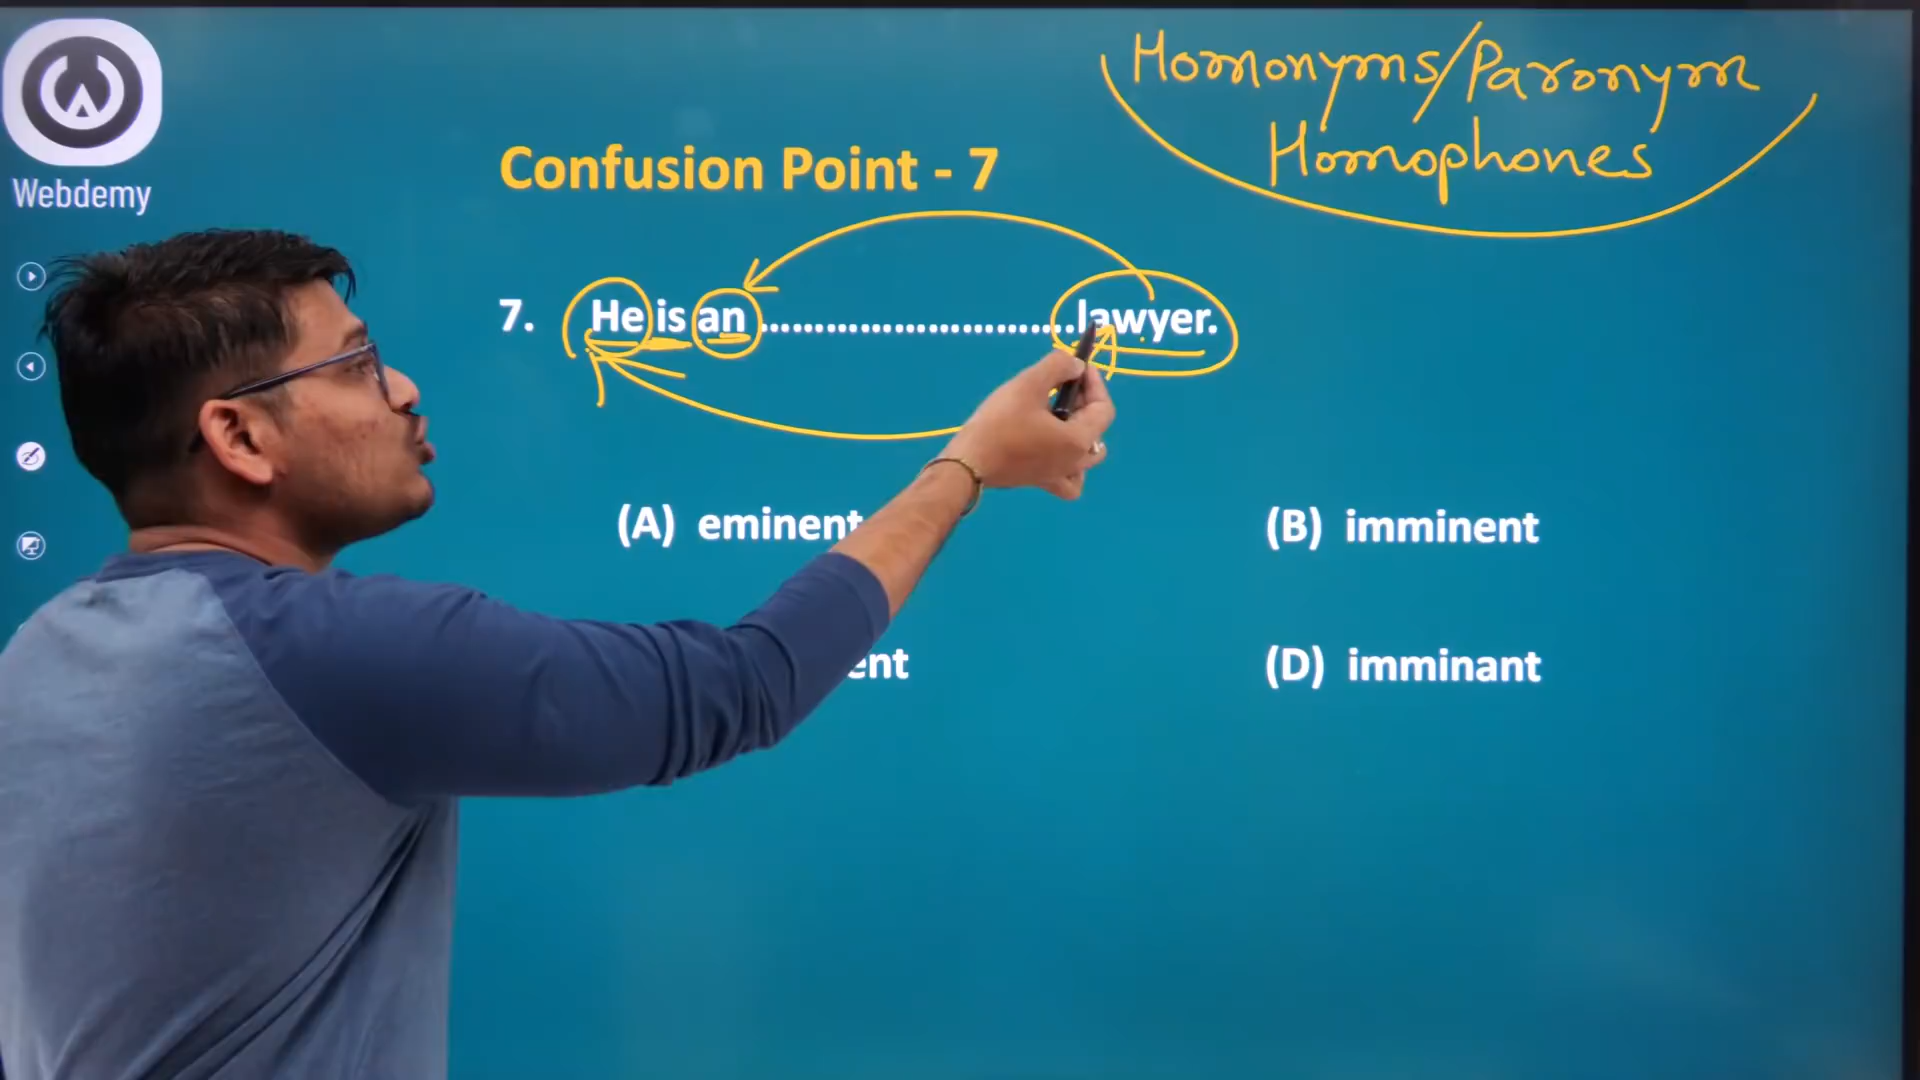 Homonyms/Paronym
Homophones
Webdemy
Confusion Point - 7
7. He is an ............................ lawyer.
(A) eminent
(B) imminent
ent
(D) imminant